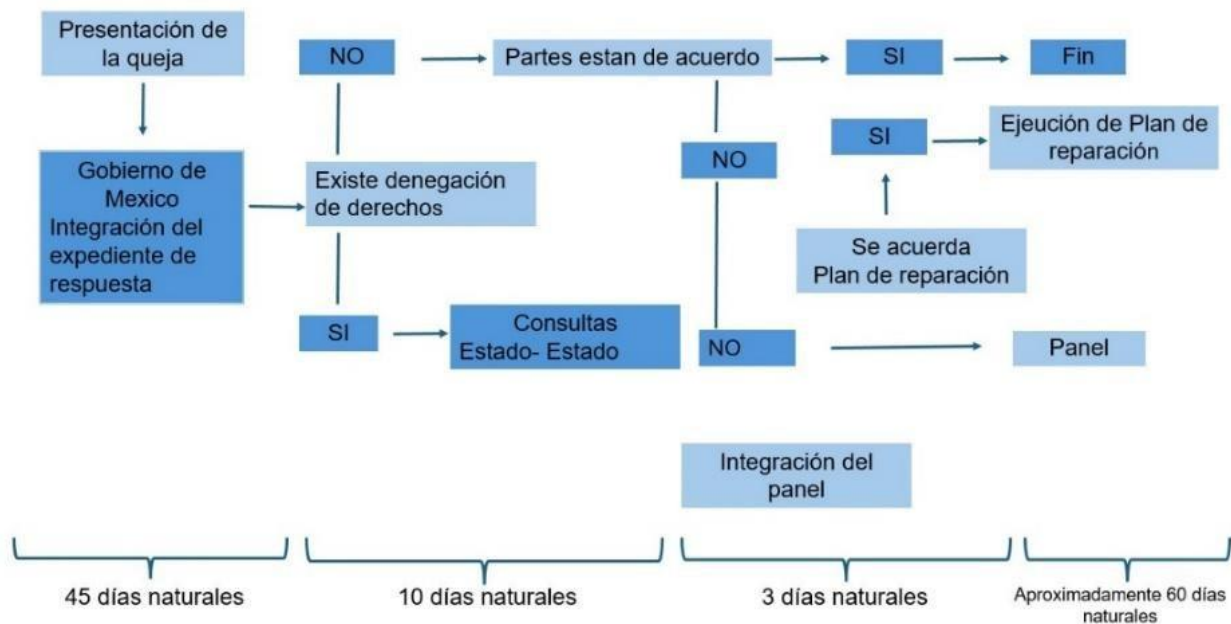 Presentación de
la queja
NO
Partes estan de acuerdo
SI
Fin
Gobierno de
Mexico
Integración del
expediente de
respuesta
Existe denegación
de derechos
NO
SI
Ejeución de Plan de
reparación
Se acuerda
Plan de reparación
SI
Consultas
Estado- Estado
NO
Panel
Integración del
panel
45 días naturales
10 días naturales
3 días naturales
Aproximadamente 60 días
naturales